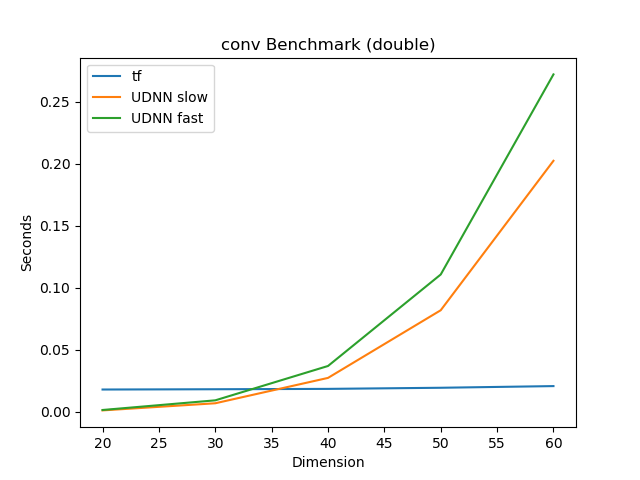 conv Benchmark (double)
tf
UDNN slow
UDNN fast
Seconds
0.25
0.20
0.15
0.10
0.05
0.00
20 25 30 35 40 45 50 55 60
Dimension